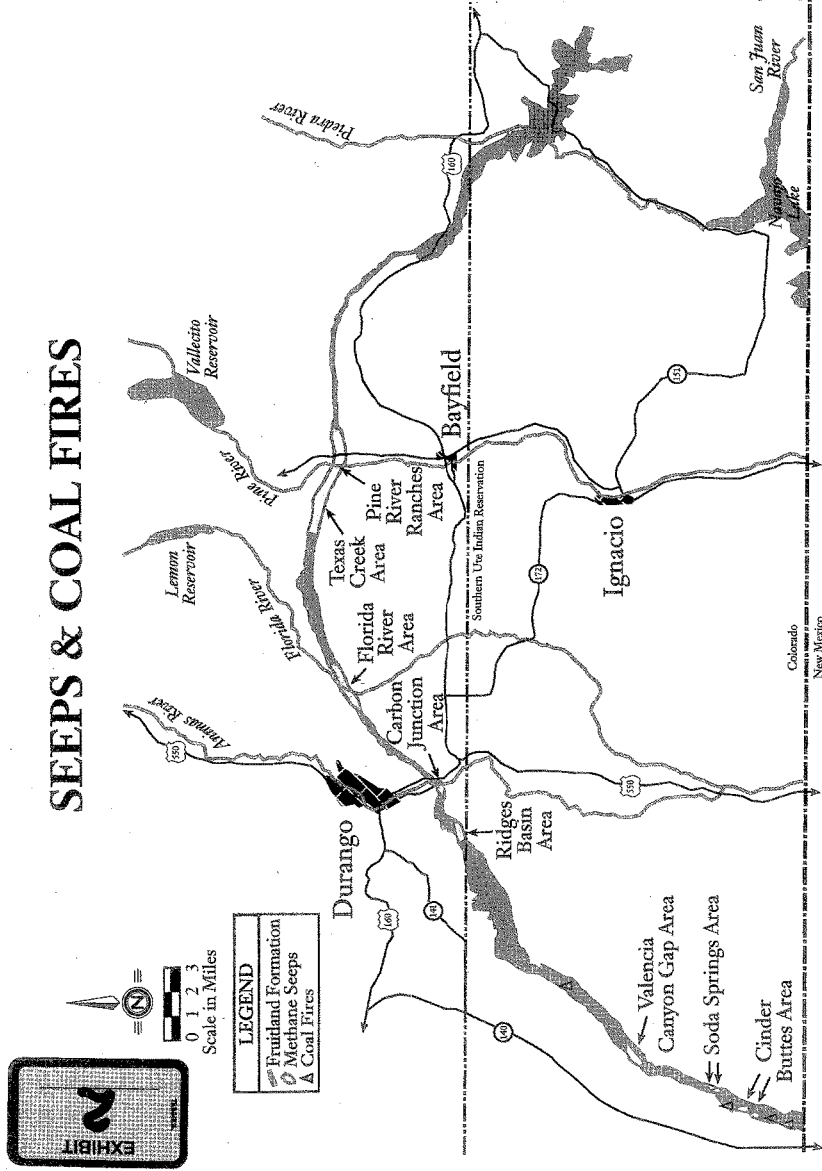 SEEPS & COAL FIRES
EXHIBIT
2
N
0 1 2 3
Scale in Miles
LEGEND
Fruitland Formation
Methane Seeps
Coal Fires
Animas River
550
Florida River
Lemon
Reservoir
Pine River
Vallecito
Reservoir
Piedra River
160
Durango
160
141
Carbon
Junction
Area
Florida
River
Area
Texas
Creek
Area
Pine
River
Ranches
Area
Bayfield
Southern Ute Indian Reservation
Ridges
Basin
Area
172
Ignacio
151
550
140
Valencia
Canyon Gap Area
Soda Springs Area
Cinder
Buttes Area
San Juan
River
Navajo
Lake
Colorado
New Mexico